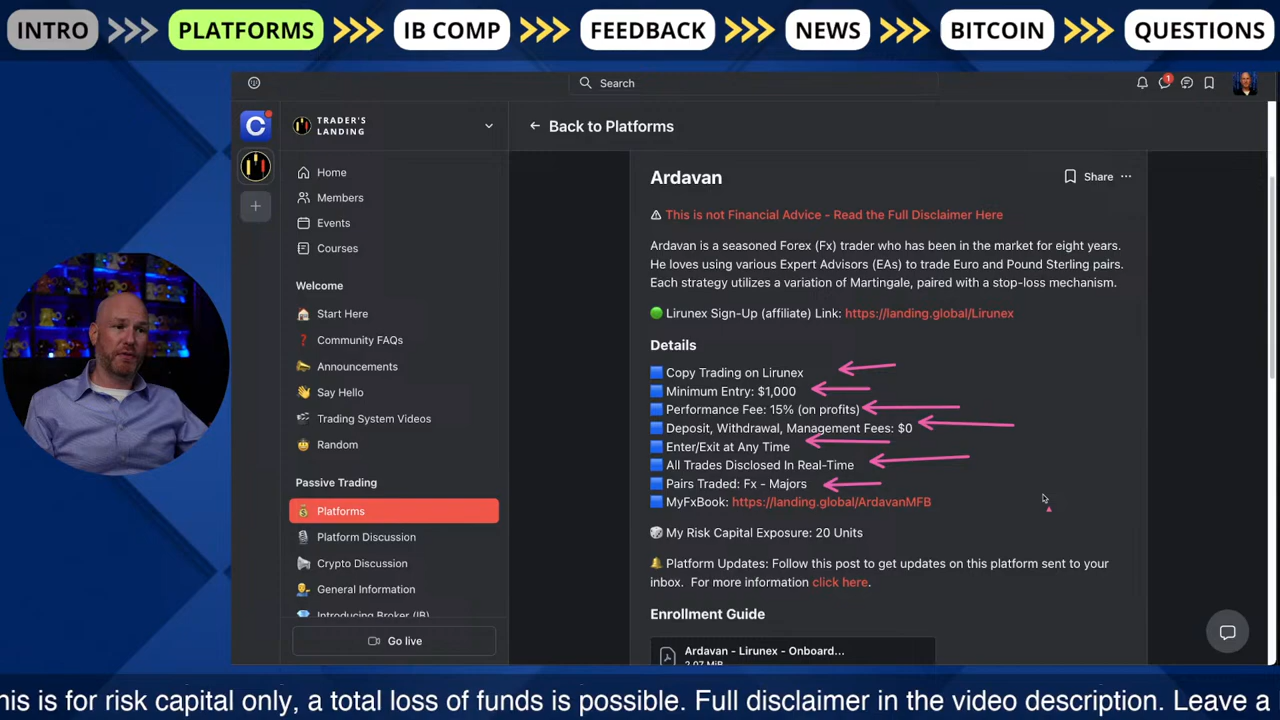 INTRO
PLATFORMS
IB COMP
FEEDBACK
NEWS
BITCOIN
QUESTIONS
Search
1
C
TRADER'S
LANDING
Back to Platforms
Home
Members
Events
Courses
Welcome
Start Here
Community FAQs
Announcements
Say Hello
Trading System Videos
Random
Passive Trading
Platforms
Platform Discussion
Crypto Discussion
General Information
Introducing Broker (IB)
Go live
Ardavan
Share
This is not Financial Advice - Read the Full Disclaimer Here
Ardavan is a seasoned Forex (Fx) trader who has been in the market for eight years.
He loves using various Expert Advisors (EAs) to trade Euro and Pound Sterling pairs.
Each strategy utilizes a variation of Martingale, paired with a stop-loss mechanism.
Lirunex Sign-Up (affiliate) Link: https://landing.global/Lirunex
Details
Copy Trading on Lirunex
Minimum Entry: $1,000
Performance Fee: 15% (on profits)
Deposit, Withdrawal, Management Fees: $0
Enter/Exit at Any Time
All Trades Disclosed In Real-Time
Pairs Traded: Fx - Majors
MyFxBook: https://landing.global/ArdavanMFB
My Risk Capital Exposure: 20 Units
Platform Updates: Follow this post to get updates on this platform sent to your
inbox. For more information click here.
Enrollment Guide
Ardavan - Lirunex - Onboard...
2.07 MiB
his is for risk capital only, a total loss of funds is possible. Full disclaimer in the video description. Leave a